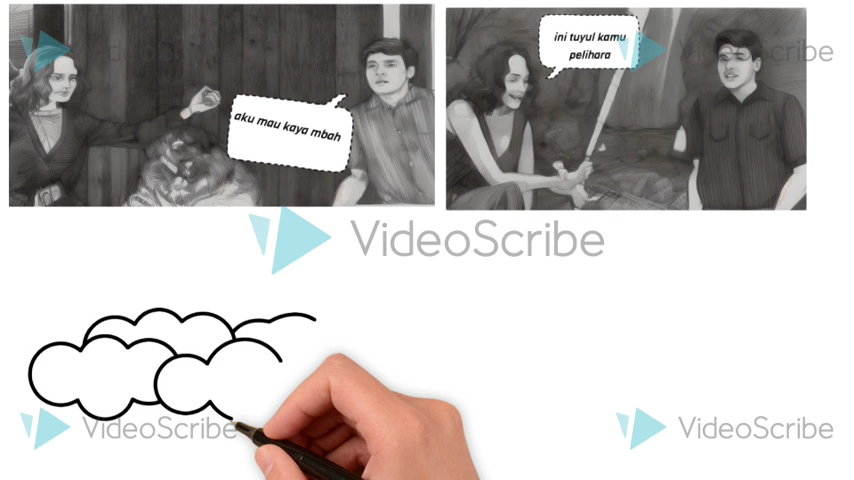 VideoScribe
VideoScribe
aku mau kaya mbah
ini tuyul kamu
pelihara
VideoScribe
VideoScribe
VideoScribe